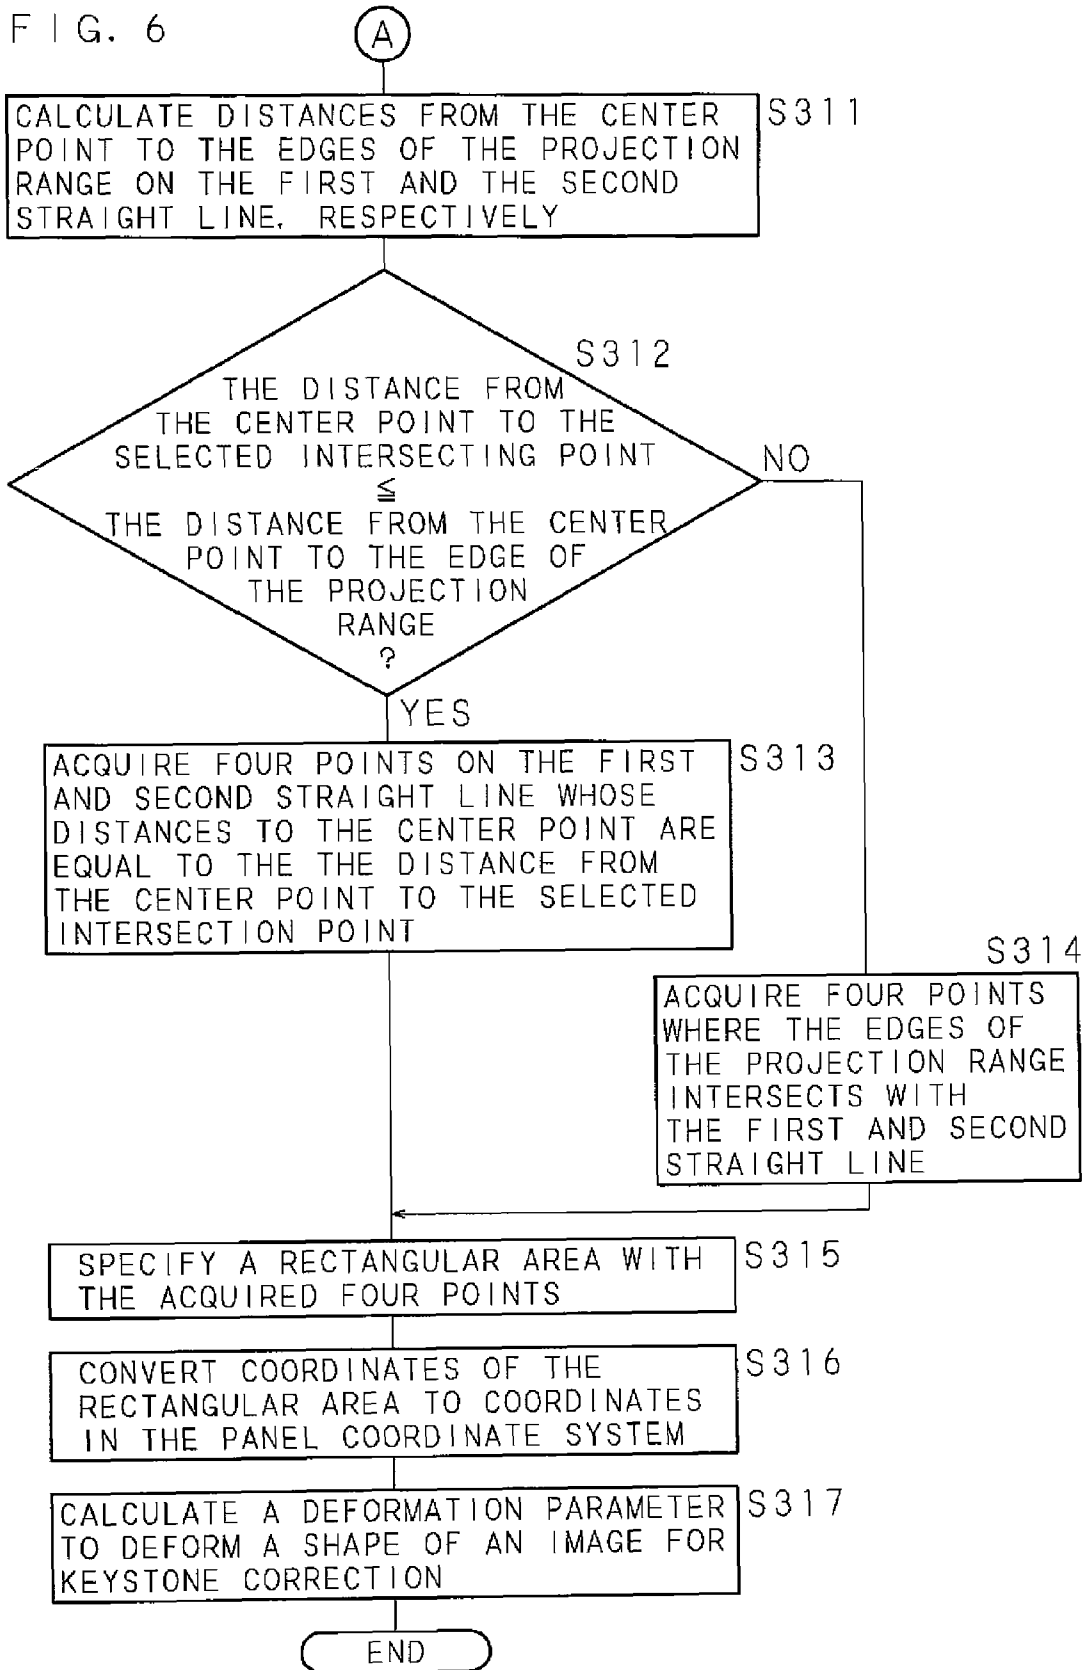 FIG. 6
A
CALCULATE DISTANCES FROM THE CENTER
POINT TO THE EDGES OF THE PROJECTION
RANGE ON THE FIRST AND THE SECOND
STRAIGHT LINE, RESPECTIVELY
S311
S312
THE DISTANCE FROM
THE CENTER POINT TO THE
SELECTED INTERSECTING POINT
≦
THE DISTANCE FROM THE CENTER
POINT TO THE EDGE OF
THE PROJECTION
RANGE
?
NO
YES
ACQUIRE FOUR POINTS ON THE FIRST
AND SECOND STRAIGHT LINE WHOSE
DISTANCES TO THE CENTER POINT ARE
EQUAL TO THE THE DISTANCE FROM
THE CENTER POINT TO THE SELECTED
INTERSECTION POINT
S313
S314
ACQUIRE FOUR POINTS
WHERE THE EDGES OF
THE PROJECTION RANGE
INTERSECTS WITH
THE FIRST AND SECOND
STRAIGHT LINE
SPECIFY A RECTANGULAR AREA WITH
THE ACQUIRED FOUR POINTS
S315
CONVERT COORDINATES OF THE
RECTANGULAR AREA TO COORDINATES
IN THE PANEL COORDINATE SYSTEM
S316
CALCULATE A DEFORMATION PARAMETER
TO DEFORM A SHAPE OF AN IMAGE FOR
KEYSTONE CORRECTION
S317
END